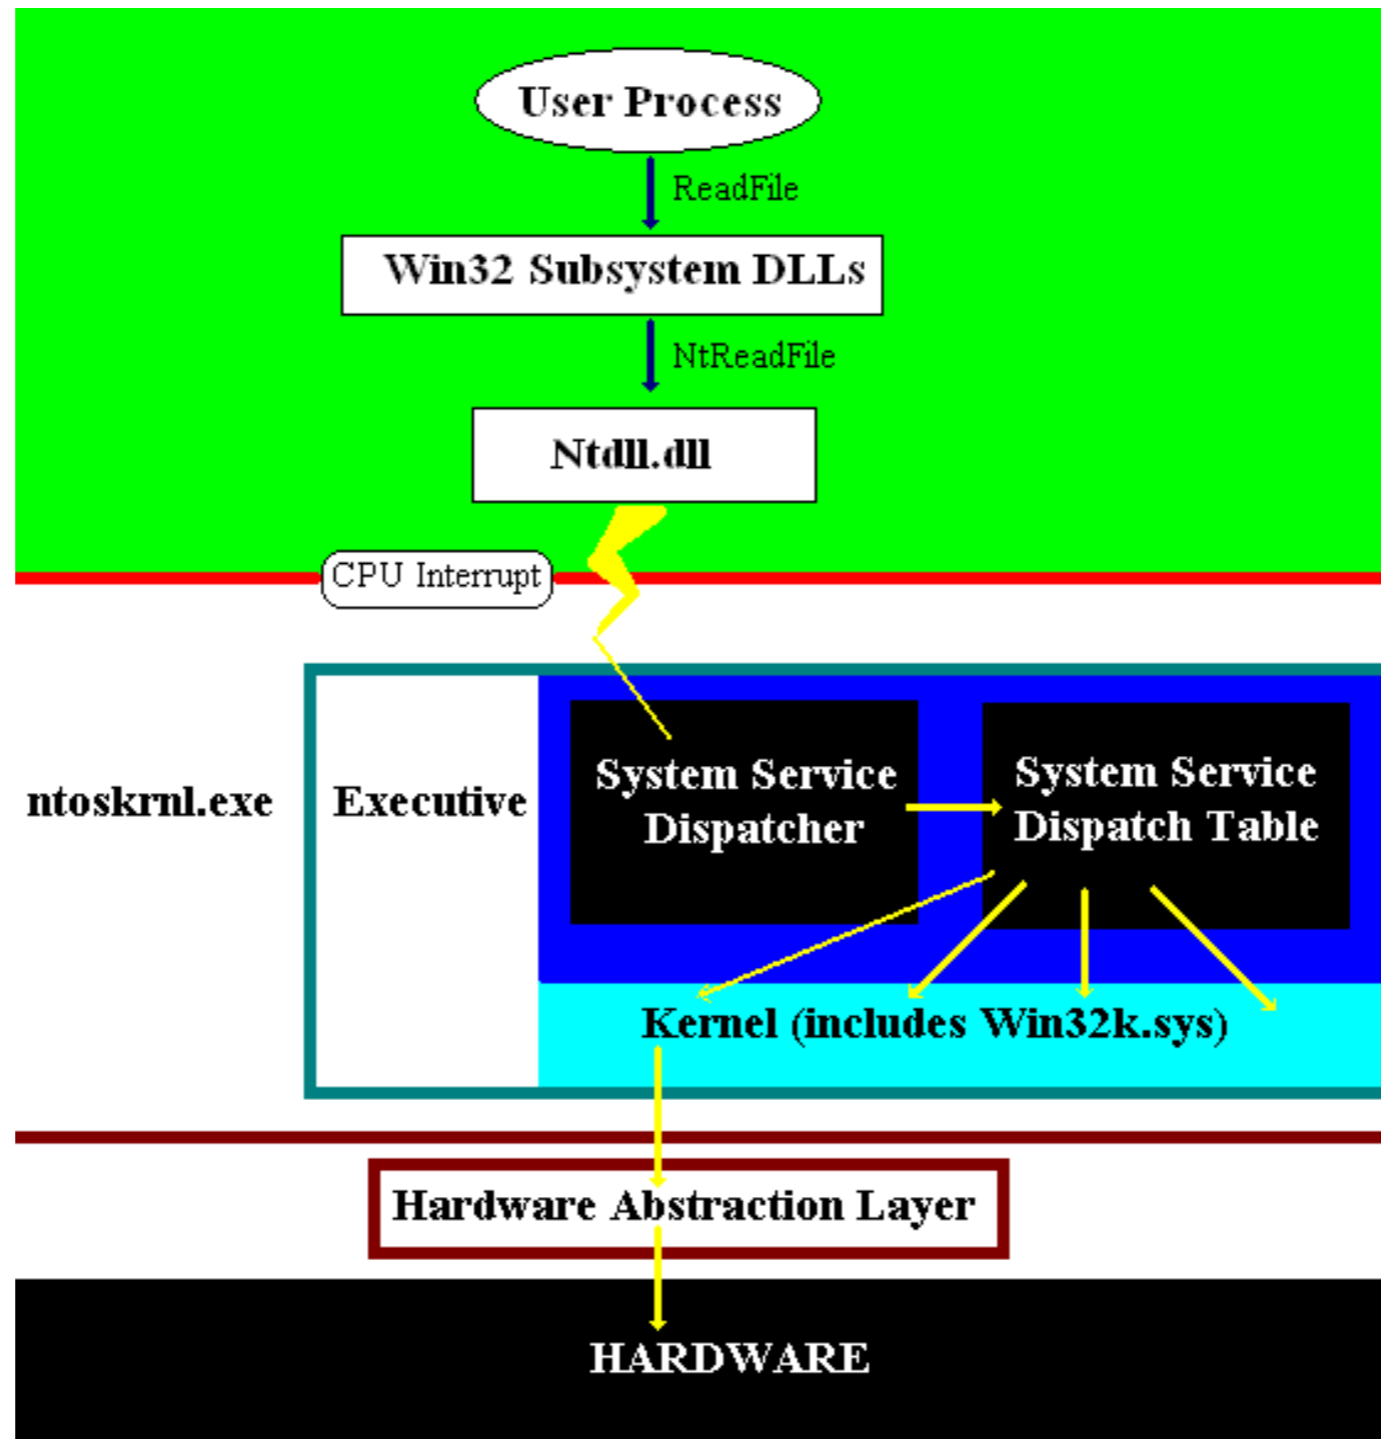 User Process
ReadFile
Win32 Subsystem DLLs
NtReadFile
Ntdll.dll
CPU Interrupt
ntoskrnl.exe
Executive
System Service
Dispatcher
System Service
Dispatch Table
Kernel (includes Win32k.sys)
Hardware Abstraction Layer
HARDWARE